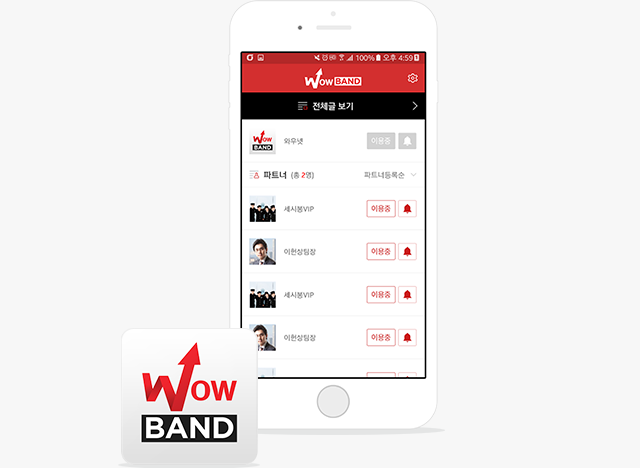 100% 오후 4:59
WOW BAND
전체글 보기
WOW
BAND
와우넷
이용중
파트너 (총 2명)
파트너등록순
세시봉VIP
이용중
이헌상팀장
이용중
세시봉VIP
이용중
이헌상팀장
이용중
WOW
BAND